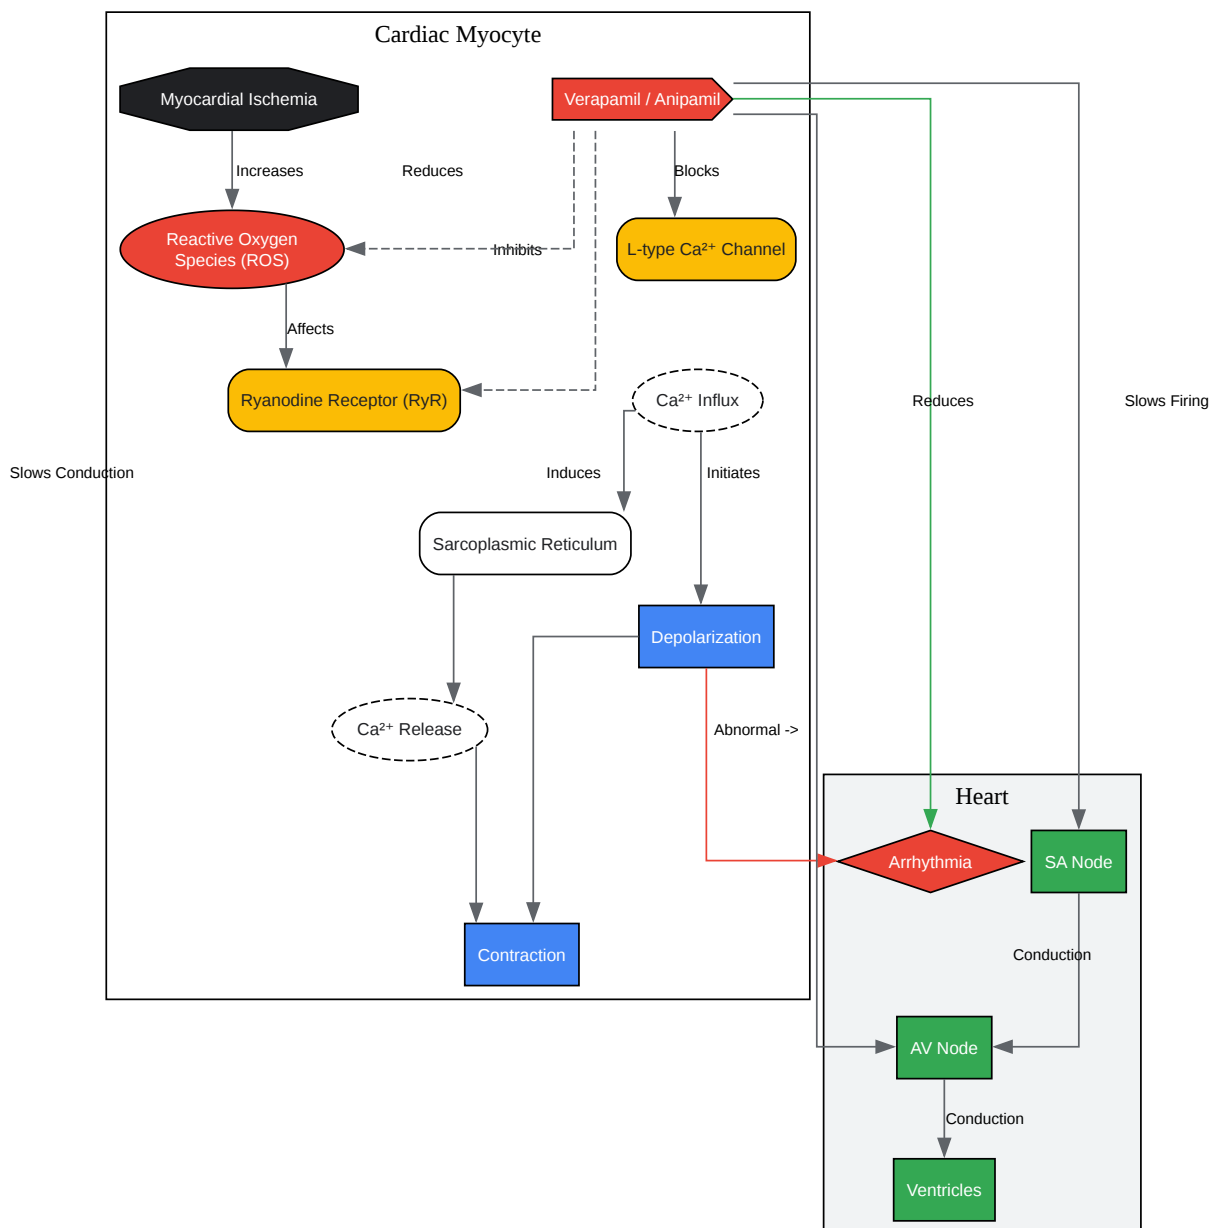 Cardiac Myocyte
Myocardial Ischemia
Verapamil / Anipamil
Increases
Reduces
Blocks
Reactive Oxygen
Species (ROS)
Inhibits
L-type Ca²⁺ Channel
Affects
Ryanodine Receptor (RyR)
Ca²⁺ Influx
Reduces
Slows Firing
Slows Conduction
Induces
Initiates
Sarcoplasmic Reticulum
Depolarization
Ca²⁺ Release
Abnormal ->
Heart
Arrhythmia
SA Node
Contraction
Conduction
AV Node
Conduction
Ventricles